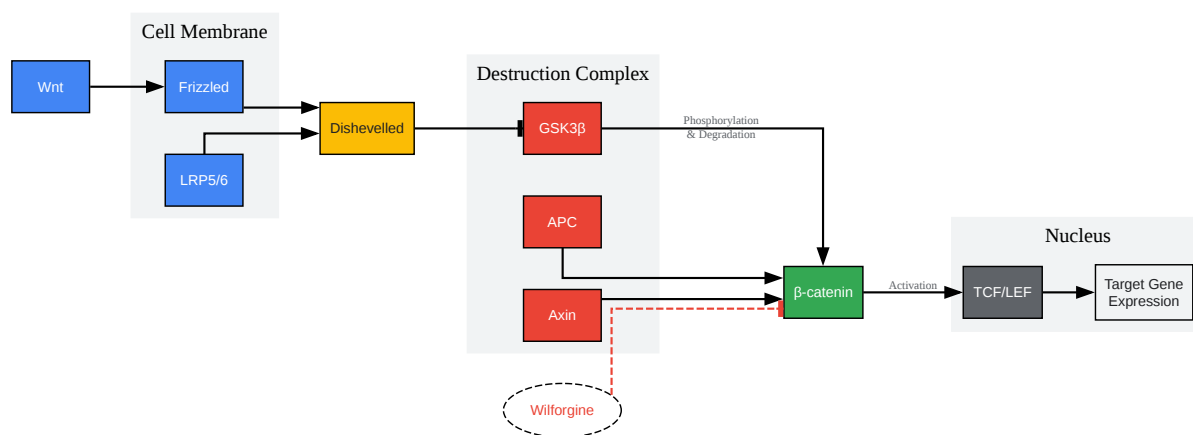 Cell Membrane
Wnt
Frizzled
LRP5/6
Dishevelled
Destruction Complex
GSK3β
APC
Axin
Phosphorylation
& Degradation
Wilforgine
β-catenin
Activation
Nucleus
TCF/LEF
Target Gene
Expression